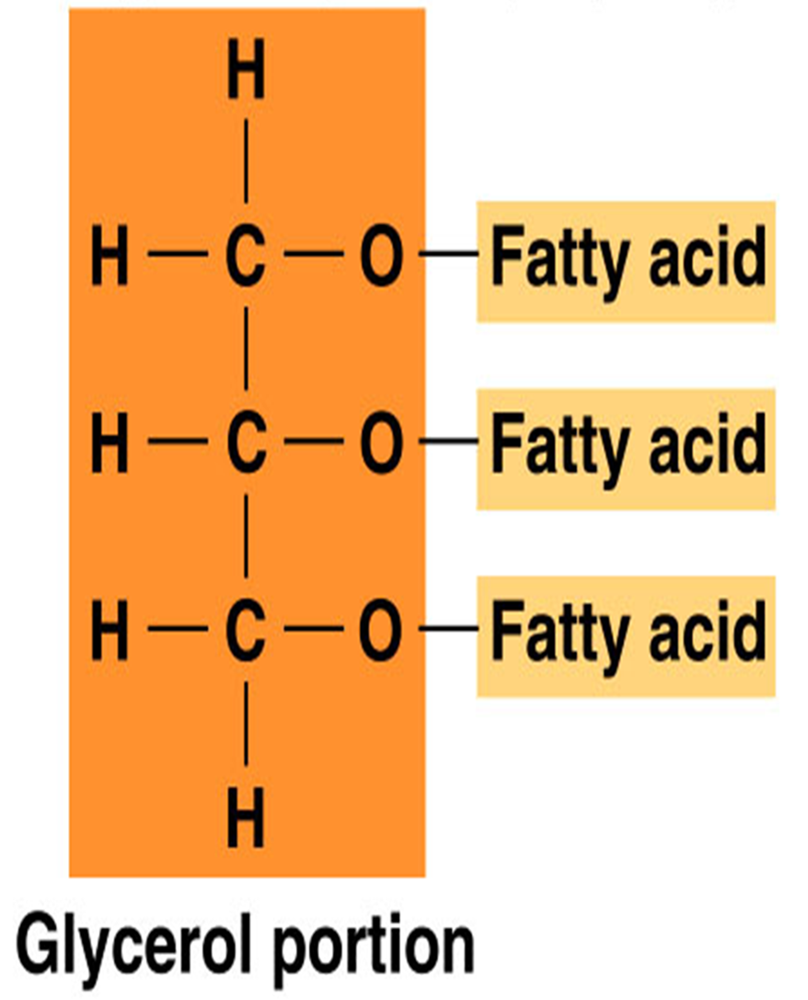 H
H — C — O — Fatty acid
H — C — O — Fatty acid
H — C — O — Fatty acid
H
Glycerol portion